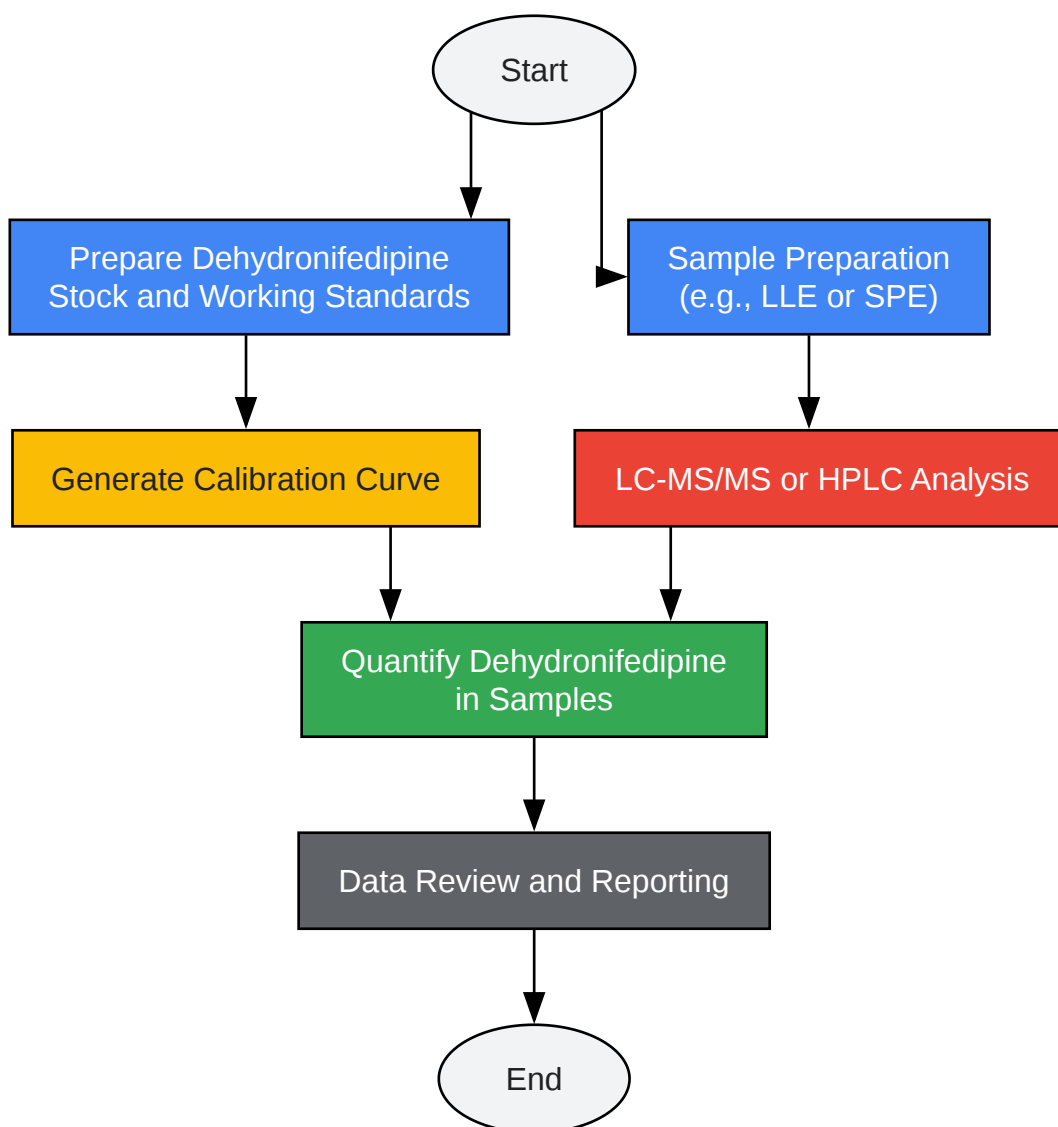 Start
Prepare Dehydronifedipine
Stock and Working Standards
Sample Preparation
(e.g., LLE or SPE)
Generate Calibration Curve
LC-MS/MS or HPLC Analysis
Quantify Dehydronifedipine
in Samples
Data Review and Reporting
End